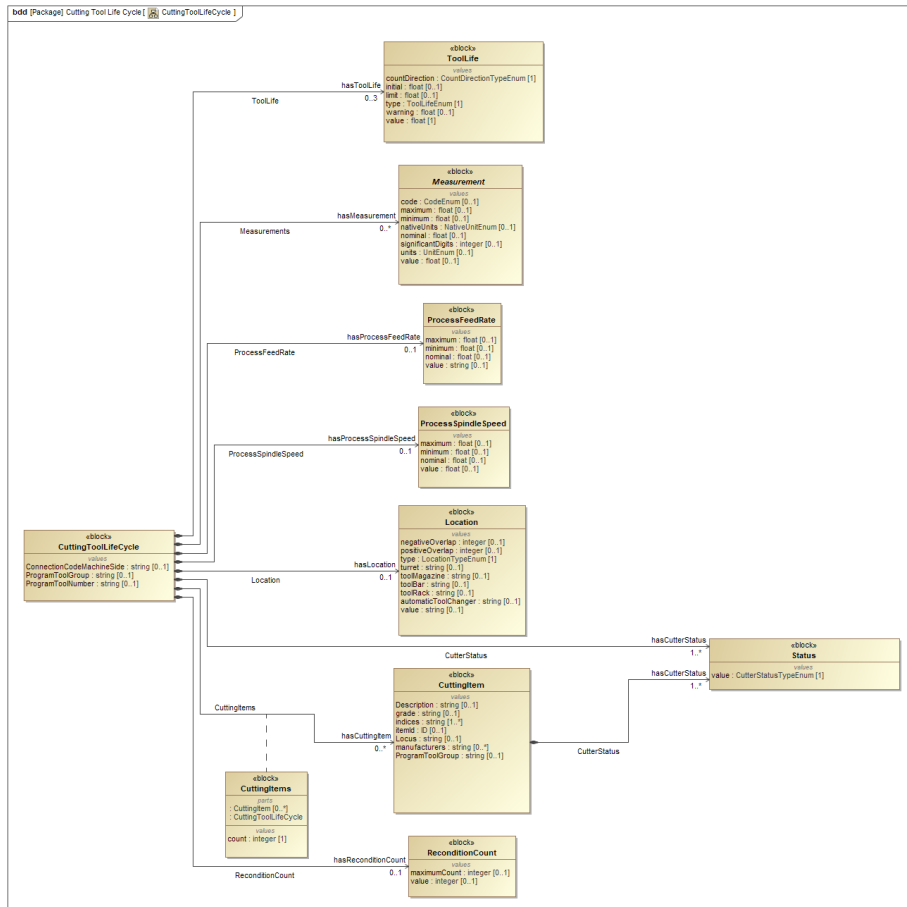 bdd [Package] Cutting Tool Life Cycle [ CuttingToolLifeCycle ]
«block»
ToolLife
values
countDirection : CountDirectionTypeEnum [1]
initial : float [0..1]
limit : float [0..1]
type : ToolLifeEnum [1]
warning : float [0..1]
value : float [1]
hasToolLife
0..3
ToolLife
«block»
Measurement
values
code : CodeEnum [0..1]
maximum : float [0..1]
minimum : float [0..1]
nativeUnits : NativeUnitEnum [0..1]
nominal : float [0..1]
significantDigits : integer [0..1]
units : UnitEnum [0..1]
value : float [0..1]
hasMeasurement
0..*
Measurements
«block»
ProcessFeedRate
values
maximum : float [0..1]
minimum : float [0..1]
nominal : float [0..1]
value : string [0..1]
hasProcessFeedRate
0..1
ProcessFeedRate
«block»
ProcessSpindleSpeed
values
maximum : float [0..1]
minimum : float [0..1]
nominal : float [0..1]
value : float [0..1]
hasProcessSpindleSpeed
0..1
ProcessSpindleSpeed
«block»
CuttingToolLifeCycle
values
ConnectionCodeMachineSide : string [0..1]
ProgramToolGroup : string [0..1]
ProgramToolNumber : string [0..1]
«block»
Location
values
negativeOverlap : integer [0..1]
positiveOverlap : integer [0..1]
type : LocationTypeEnum [1]
turret : string [0..1]
toolMagazine : string [0..1]
toolBar : string [0..1]
toolRack : string [0..1]
automaticToolChanger : string [0..1]
value : string [0..1]
hasLocation
0..1
Location
hasCutterStatus
1..*
CutterStatus
«block»
Status
values
value : CutterStatusTypeEnum [1]
hasCutterStatus
1..*
CutterStatus
«block»
CuttingItem
values
Description : string [0..1]
grade : string [0..1]
indices : string [1..*]
itemId : ID [0..1]
Locus : string [0..1]
manufacturers : string [0..*]
ProgramToolGroup : string [0..1]
CuttingItems
hasCuttingItem
0..*
«block»
CuttingItems
parts
: CuttingItem [0..*]
: CuttingToolLifeCycle
values
count : integer [1]
«block»
ReconditionCount
values
maximumCount : integer [0..1]
value : integer [0..1]
hasReconditionCount
0..1
ReconditionCount